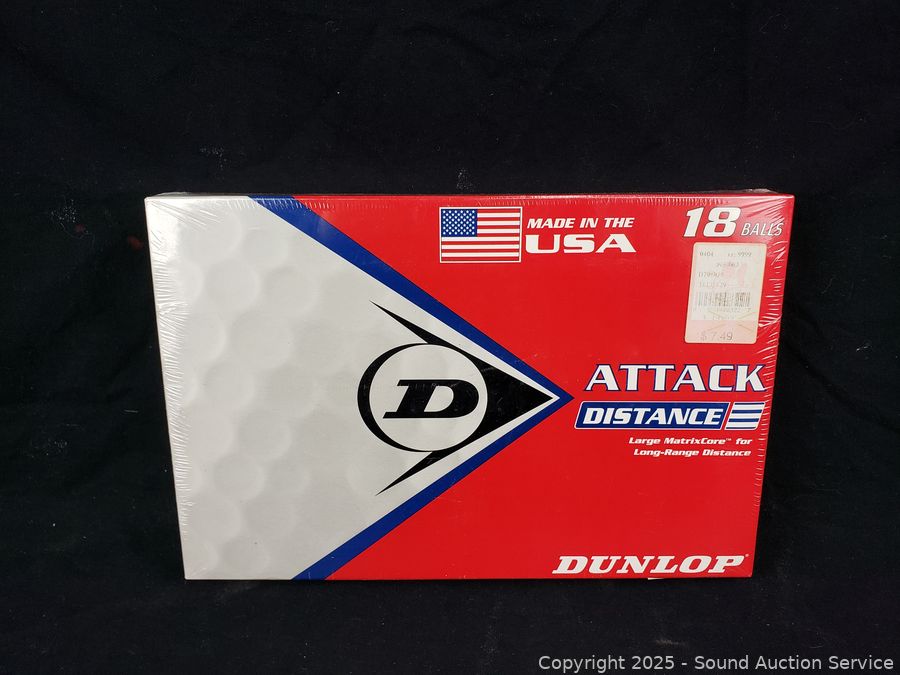 MADE IN THE
USA
18 BALLS
$7.49
D
ATTACK
DISTANCE
Large MatrixCore™ for
Long-Range Distance
DUNLOP®
Copyright © 2025 - Sound Auction Service